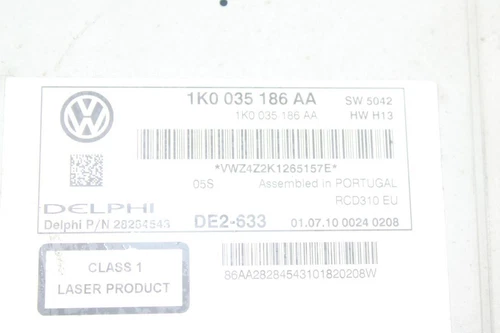 1K0 035 186 AA SW 5042
1K0 035 186 AA HW H13
*VWZ4Z2K1265157E*
05S Assembled in PORTUGAL
DELPHI RCD310 EU
Delphi P/N 28284543 DE2-633 01.07.10 0024 0208
CLASS 1
LASER PRODUCT
86AA28284543101820208W